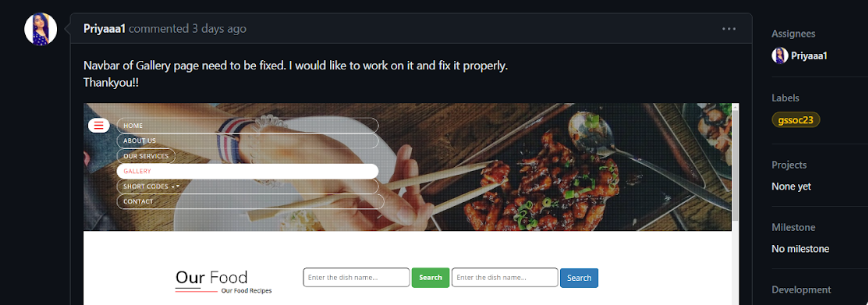 Priyaaa1 commented 3 days ago
Navbar of Gallery page need to be fixed. I would like to work on it and fix it properly.
Thankyou!!
HOME
ABOUT US
OUR SERVICES
GALLERY
SHORT CODES +
CONTACT
Our Food
Our Food Recipes
Enter the dish name... Search Enter the dish name... Search
Assignees
Priyaaa1
Labels
gssoc23
Projects
None yet
Milestone
No milestone
Development